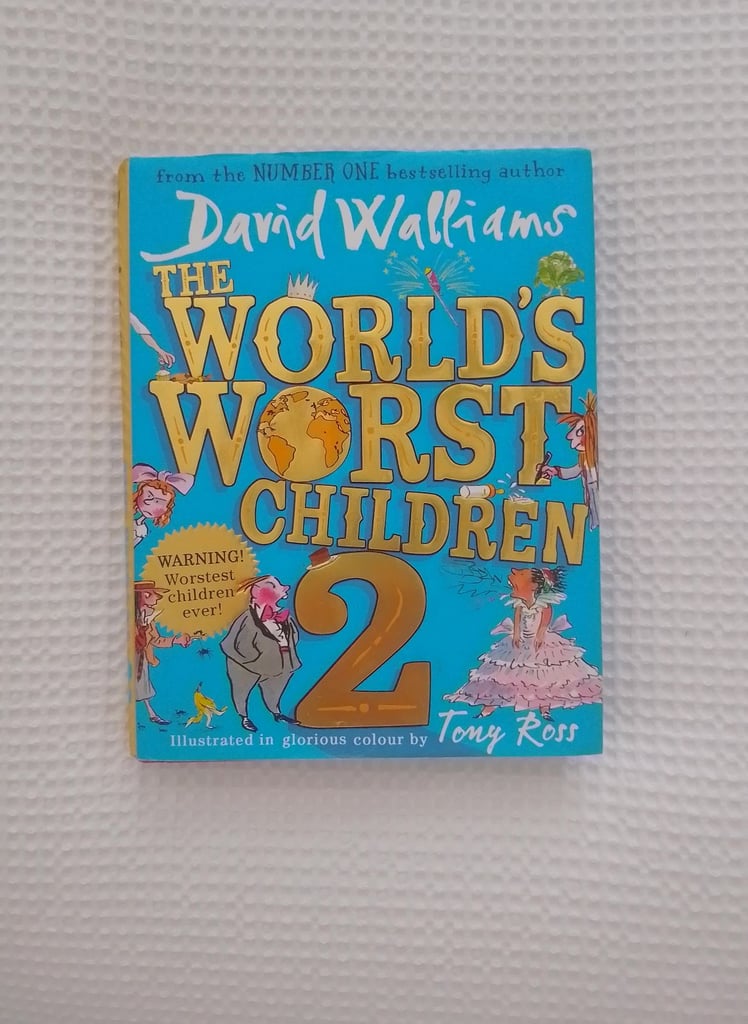 from the NUMBER ONE bestselling author
David Walliams
THE
WORLD'S
WORST
CHILDREN
2
WARNING!
Worstest
children
ever!
Illustrated in glorious colour by Tony Ross